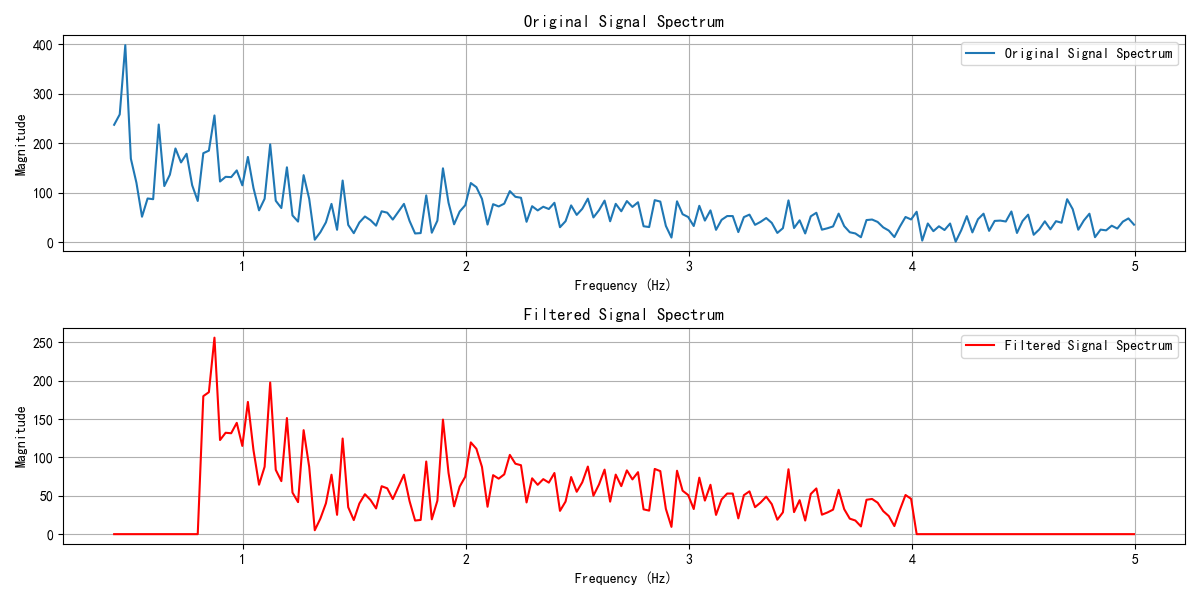 Original Signal Spectrum
Original Signal Spectrum
Magnitude
400
300
200
100
0
1
2
3
4
5
Frequency (Hz)
Filtered Signal Spectrum
Filtered Signal Spectrum
Magnitude
250
200
150
100
50
0
1
2
3
4
5
Frequency (Hz)